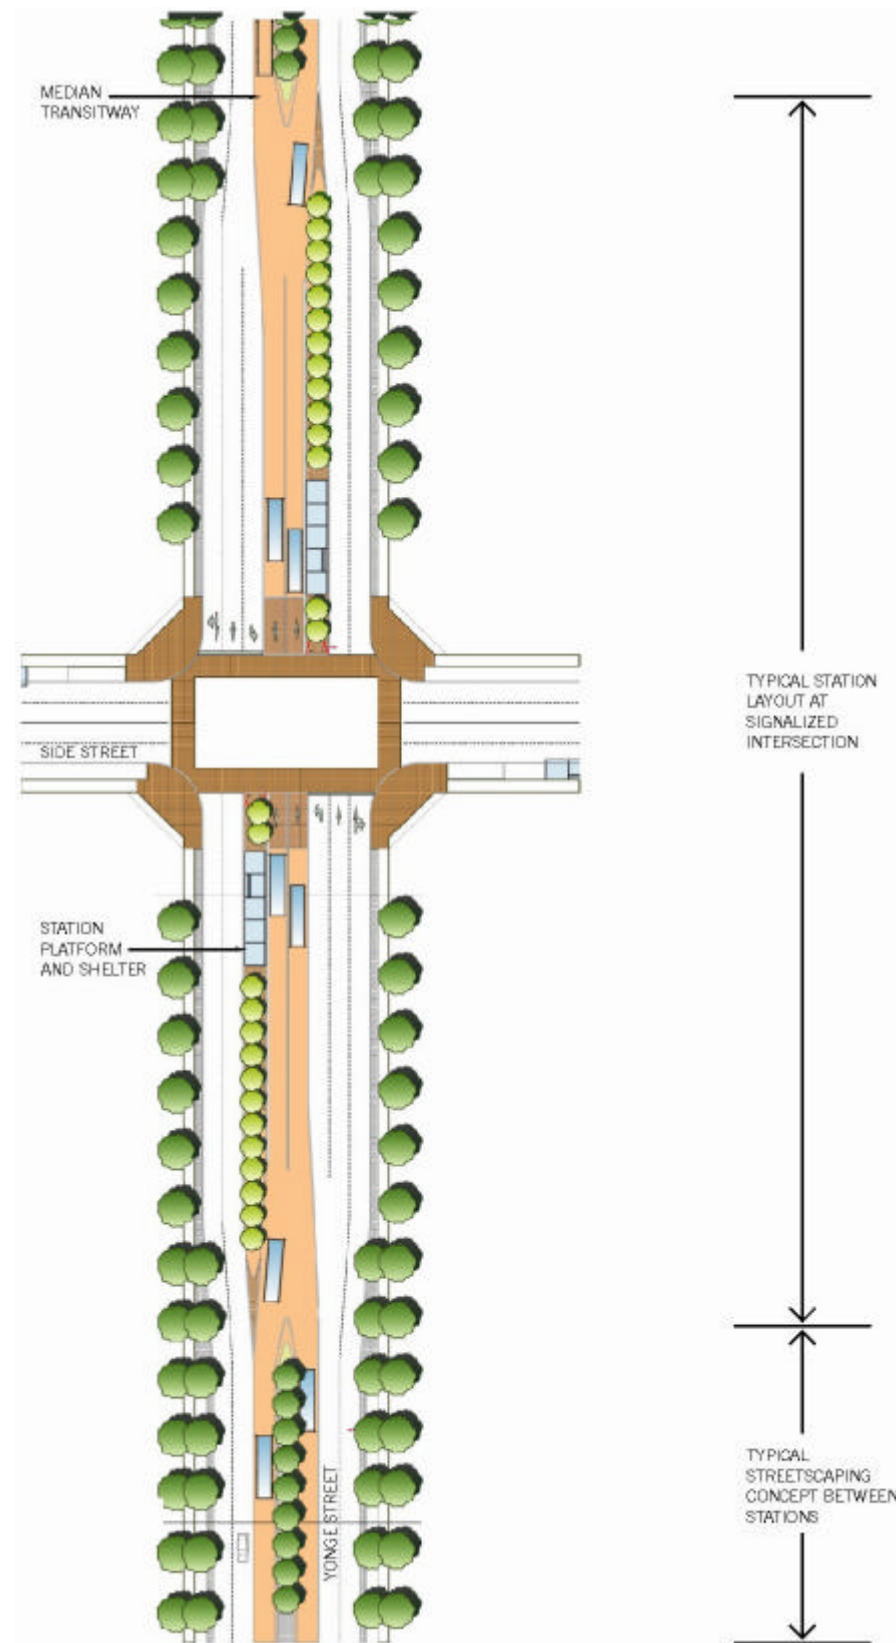 MEDIAN
TRANSITWAY
TYPICAL STATION
LAYOUT AT
SIGNALIZED
INTERSECTION
SIDE STREET
STATION
PLATFORM
AND SHELTER
TYPICAL
STREETSCAPING
CONCEPT BETWEEN
STATIONS
YONGE STREET